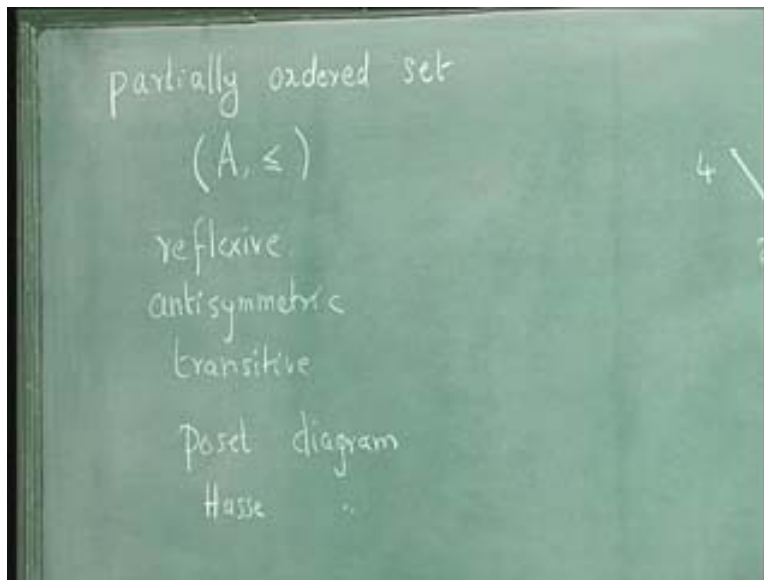 partially ordered set
(A, ≤)
reflexive
antisymmetric
transitive
poset diagram
Hasse "
4